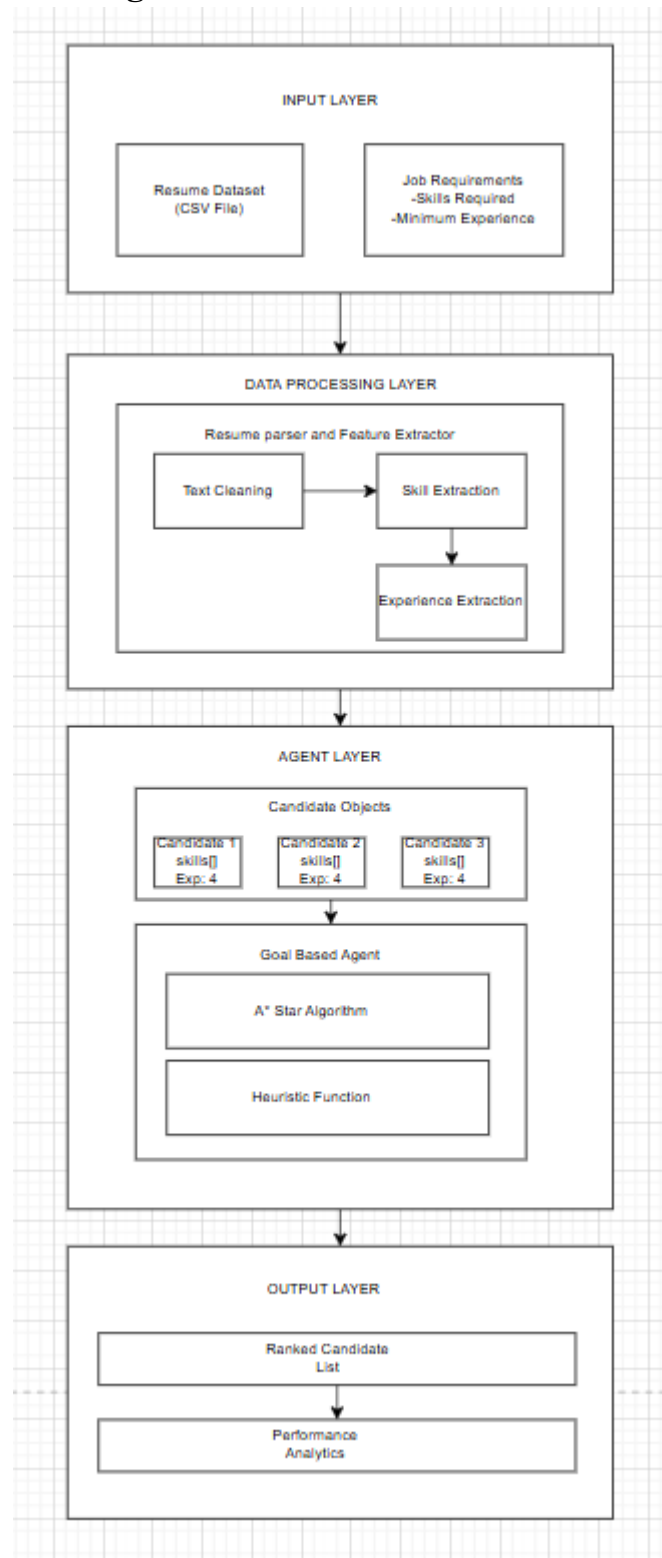 INPUT LAYER
Resume Dataset
(CSV File)
Job Requirements
-Skills Required
-Minimum Experience
DATA PROCESSING LAYER
Resume parser and Feature Extractor
Text Cleaning
Skill Extraction
Experience Extraction
AGENT LAYER
Candidate Objects
Candidate 1
skills[]
Exp: 4
Candidate 2
skills[]
Exp: 4
Candidate 3
skills[]
Exp: 4
Goal Based Agent
A* Star Algorithm
Heuristic Function
OUTPUT LAYER
Ranked Candidate
List
Performance
Analytics